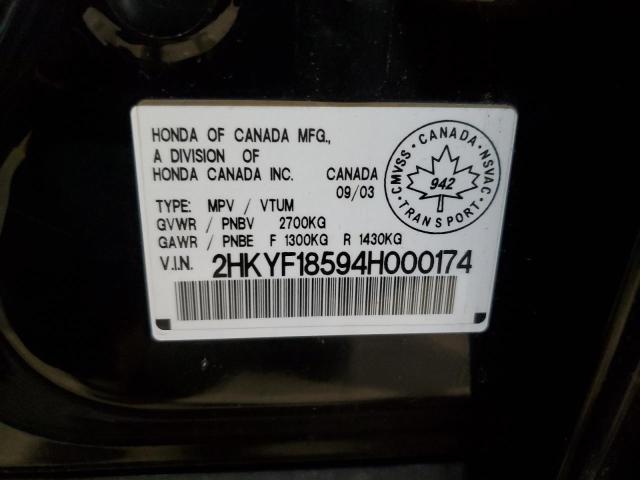 HONDA OF CANADA MFG.,
A DIVISION OF
HONDA CANADA INC. CANADA
09/03
TYPE: MPV / VTUM
GVWR / PNBV 2700KG
GAWR / PNBE F 1300KG R 1430KG
V.I.N. 2HKYF18594H000174
CMVSS · CANADA · NSVAC
942
TRANSPORT